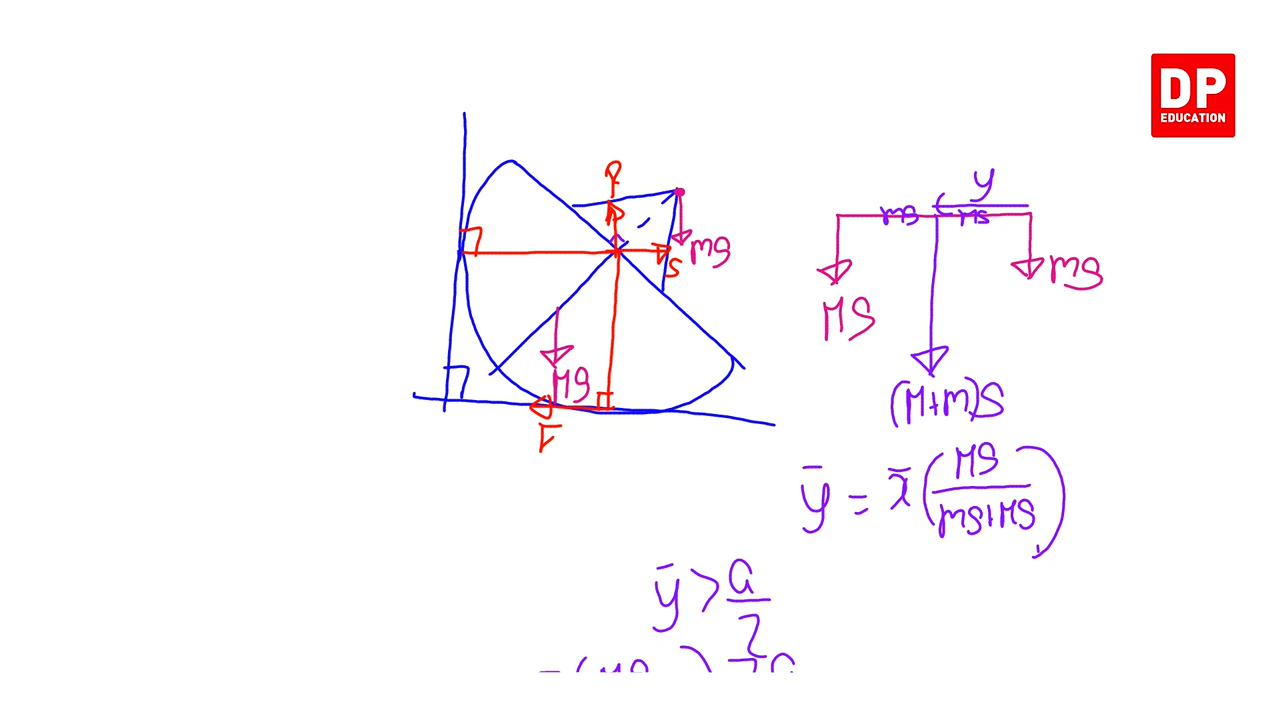 DP
EDUCATION
R
mg
S
Mg
F
y
mg Mg
mg
Mg
(M+m)g
ȳ = x̄ (Mg / mg+Mg)
ȳ > a/2